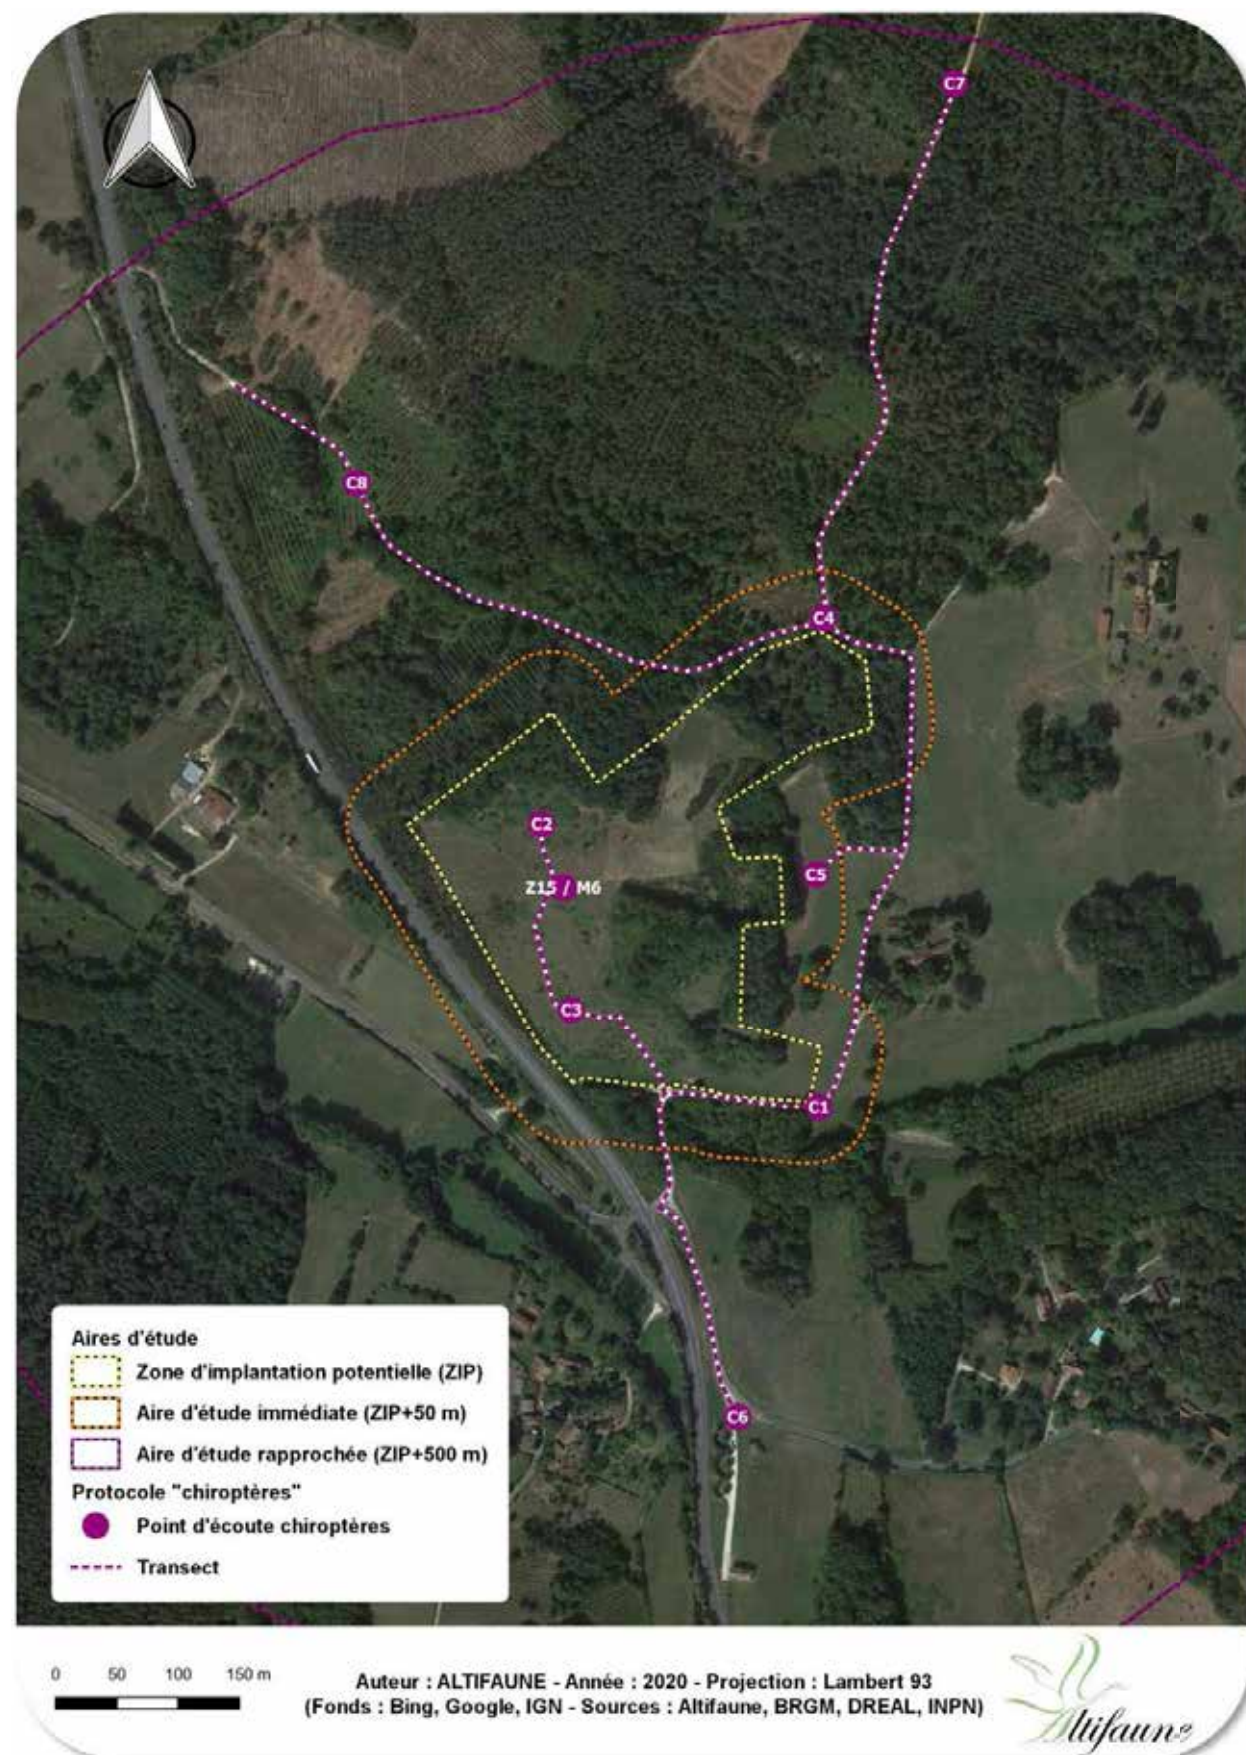 C7
C8
C4
C2
C5
Z15 / M6
C3
C1
C6
Aires d'étude
Zone d'implantation potentielle (ZIP)
Aire d'étude immédiate (ZIP+50 m)
Aire d'étude rapprochée (ZIP+500 m)
Protocole "chiroptères"
Point d'écoute chiroptères
Transect
0 50 100 150 m
Auteur : ALTIFAUNE - Année : 2020 - Projection : Lambert 93
(Fonds : Bing, Google, IGN - Sources : Altifaune, BRGM, DREAL, INPN)
Altifaune